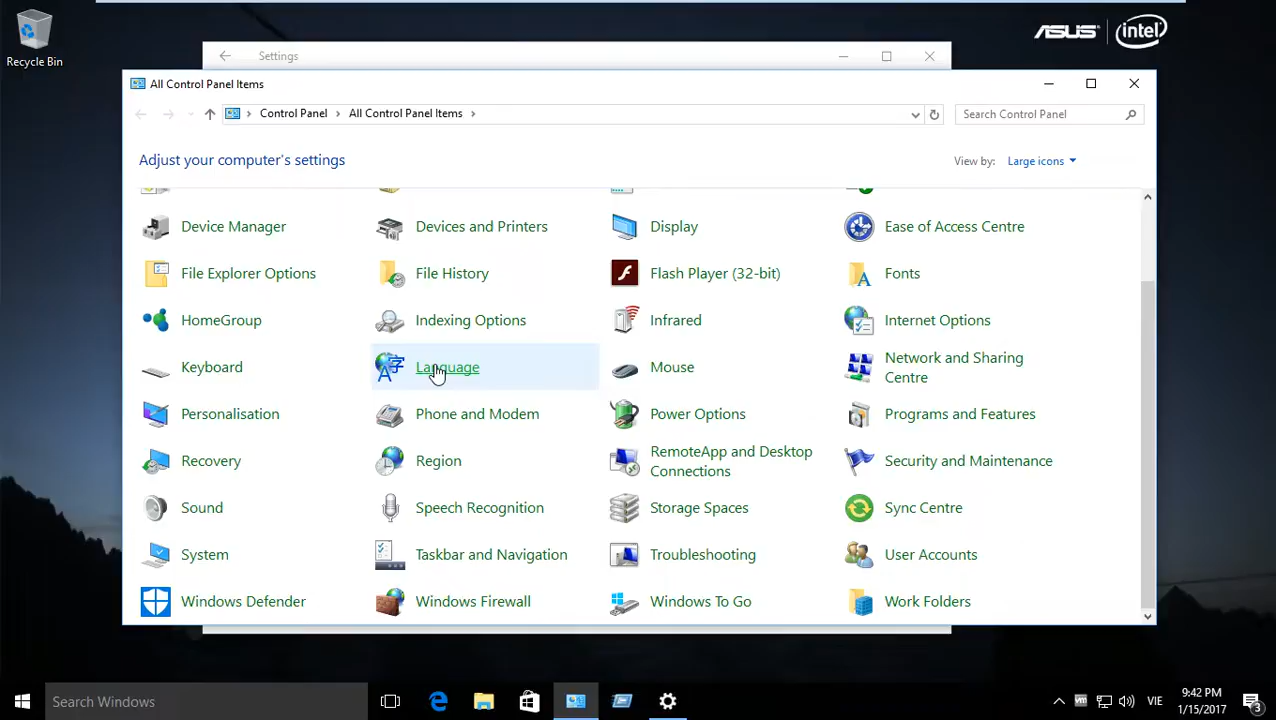 Recycle Bin
ASUS
intel
Settings
All Control Panel Items
Control Panel
All Control Panel Items
Search Control Panel
Adjust your computer's settings
View by:
Large icons
Device Manager
Devices and Printers
Display
Ease of Access Centre
File Explorer Options
File History
Flash Player (32-bit)
Fonts
HomeGroup
Indexing Options
Infrared
Internet Options
Keyboard
Language
Mouse
Network and Sharing
Centre
Personalisation
Phone and Modem
Power Options
Programs and Features
Recovery
Region
RemoteApp and Desktop
Connections
Security and Maintenance
Sound
Speech Recognition
Storage Spaces
Sync Centre
System
Taskbar and Navigation
Troubleshooting
User Accounts
Windows Defender
Windows Firewall
Windows To Go
Work Folders
Search Windows
VIE
9:42 PM
1/15/2017
3